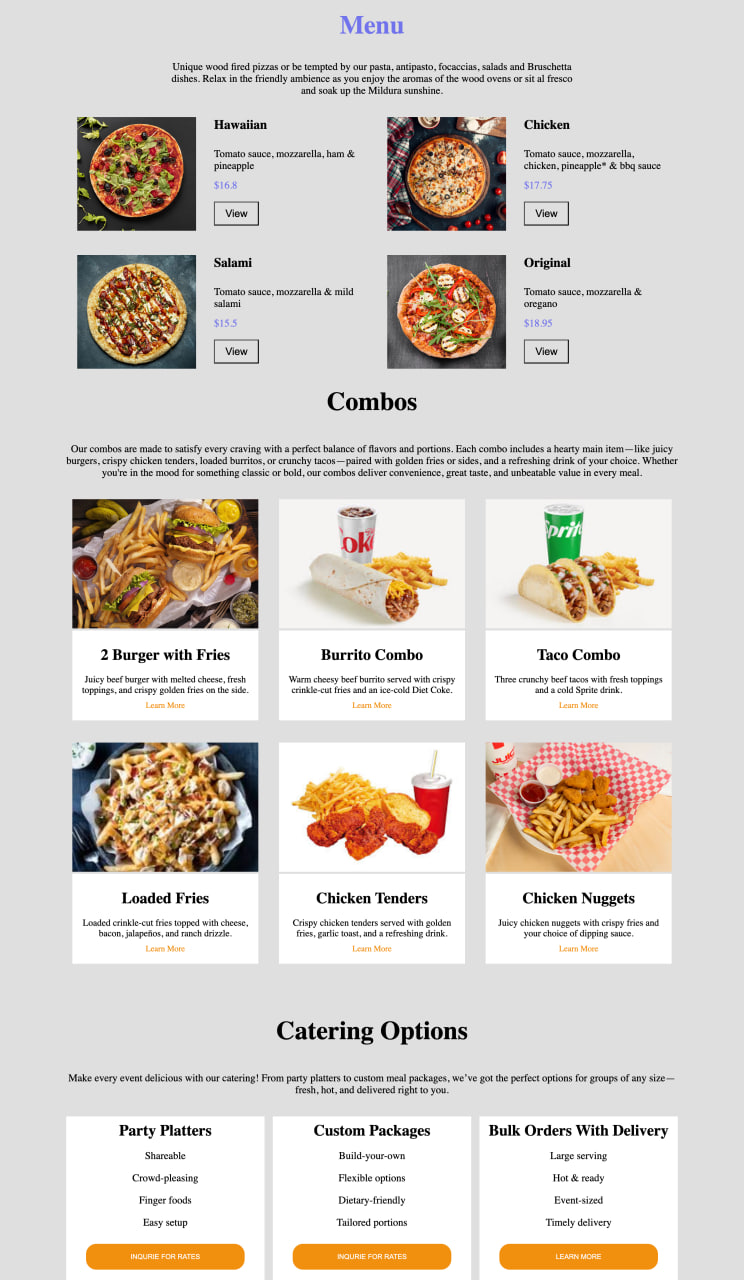 Menu
Unique wood fired pizzas or be tempted by our pasta, antipasto, focaccias, salads and Bruschetta
dishes. Relax in the friendly ambience as you enjoy the aromas of the wood ovens or sit al fresco
and soak up the Mildura sunshine.
Hawaiian
Tomato sauce, mozzarella, ham &
pineapple
$16.8
View
Chicken
Tomato sauce, mozzarella,
chicken, pineapple* & bbq sauce
$17.75
View
Salami
Tomato sauce, mozzarella & mild
salami
$15.5
View
Original
Tomato sauce, mozzarella &
oregano
$18.95
View
Combos
Our combos are made to satisfy every craving with a perfect balance of flavors and portions. Each combo includes a hearty main item—like juicy
burgers, crispy chicken tenders, loaded burritos, or crunchy tacos—paired with golden fries or sides, and a refreshing drink of your choice. Whether
you're in the mood for something classic or bold, our combos deliver convenience, great taste, and unbeatable value in every meal.
2 Burger with Fries
Juicy beef burger with melted cheese, fresh
toppings, and crispy golden fries on the side.
Learn More
Coke
Burrito Combo
Warm cheesy beef burrito served with crispy
crinkle-cut fries and an ice-cold Diet Coke.
Learn More
Sprite
Taco Combo
Three crunchy beef tacos with fresh toppings
and a cold Sprite drink.
Learn More
Loaded Fries
Loaded crinkle-cut fries topped with cheese,
bacon, jalapeños, and ranch drizzle.
Learn More
Chicken Tenders
Crispy chicken tenders served with golden
fries, garlic toast, and a refreshing drink.
Learn More
Chicken Nuggets
Juicy chicken nuggets with crispy fries and
your choice of dipping sauce.
Learn More
Catering Options
Make every event delicious with our catering! From party platters to custom meal packages, we've got the perfect options for groups of any size—
fresh, hot, and delivered right to you.
Party Platters
Shareable
Crowd-pleasing
Finger foods
Easy setup
INQURIE FOR RATES
Custom Packages
Build-your-own
Flexible options
Dietary-friendly
Tailored portions
INQURIE FOR RATES
Bulk Orders With Delivery
Large serving
Hot & ready
Event-sized
Timely delivery
LEARN MORE